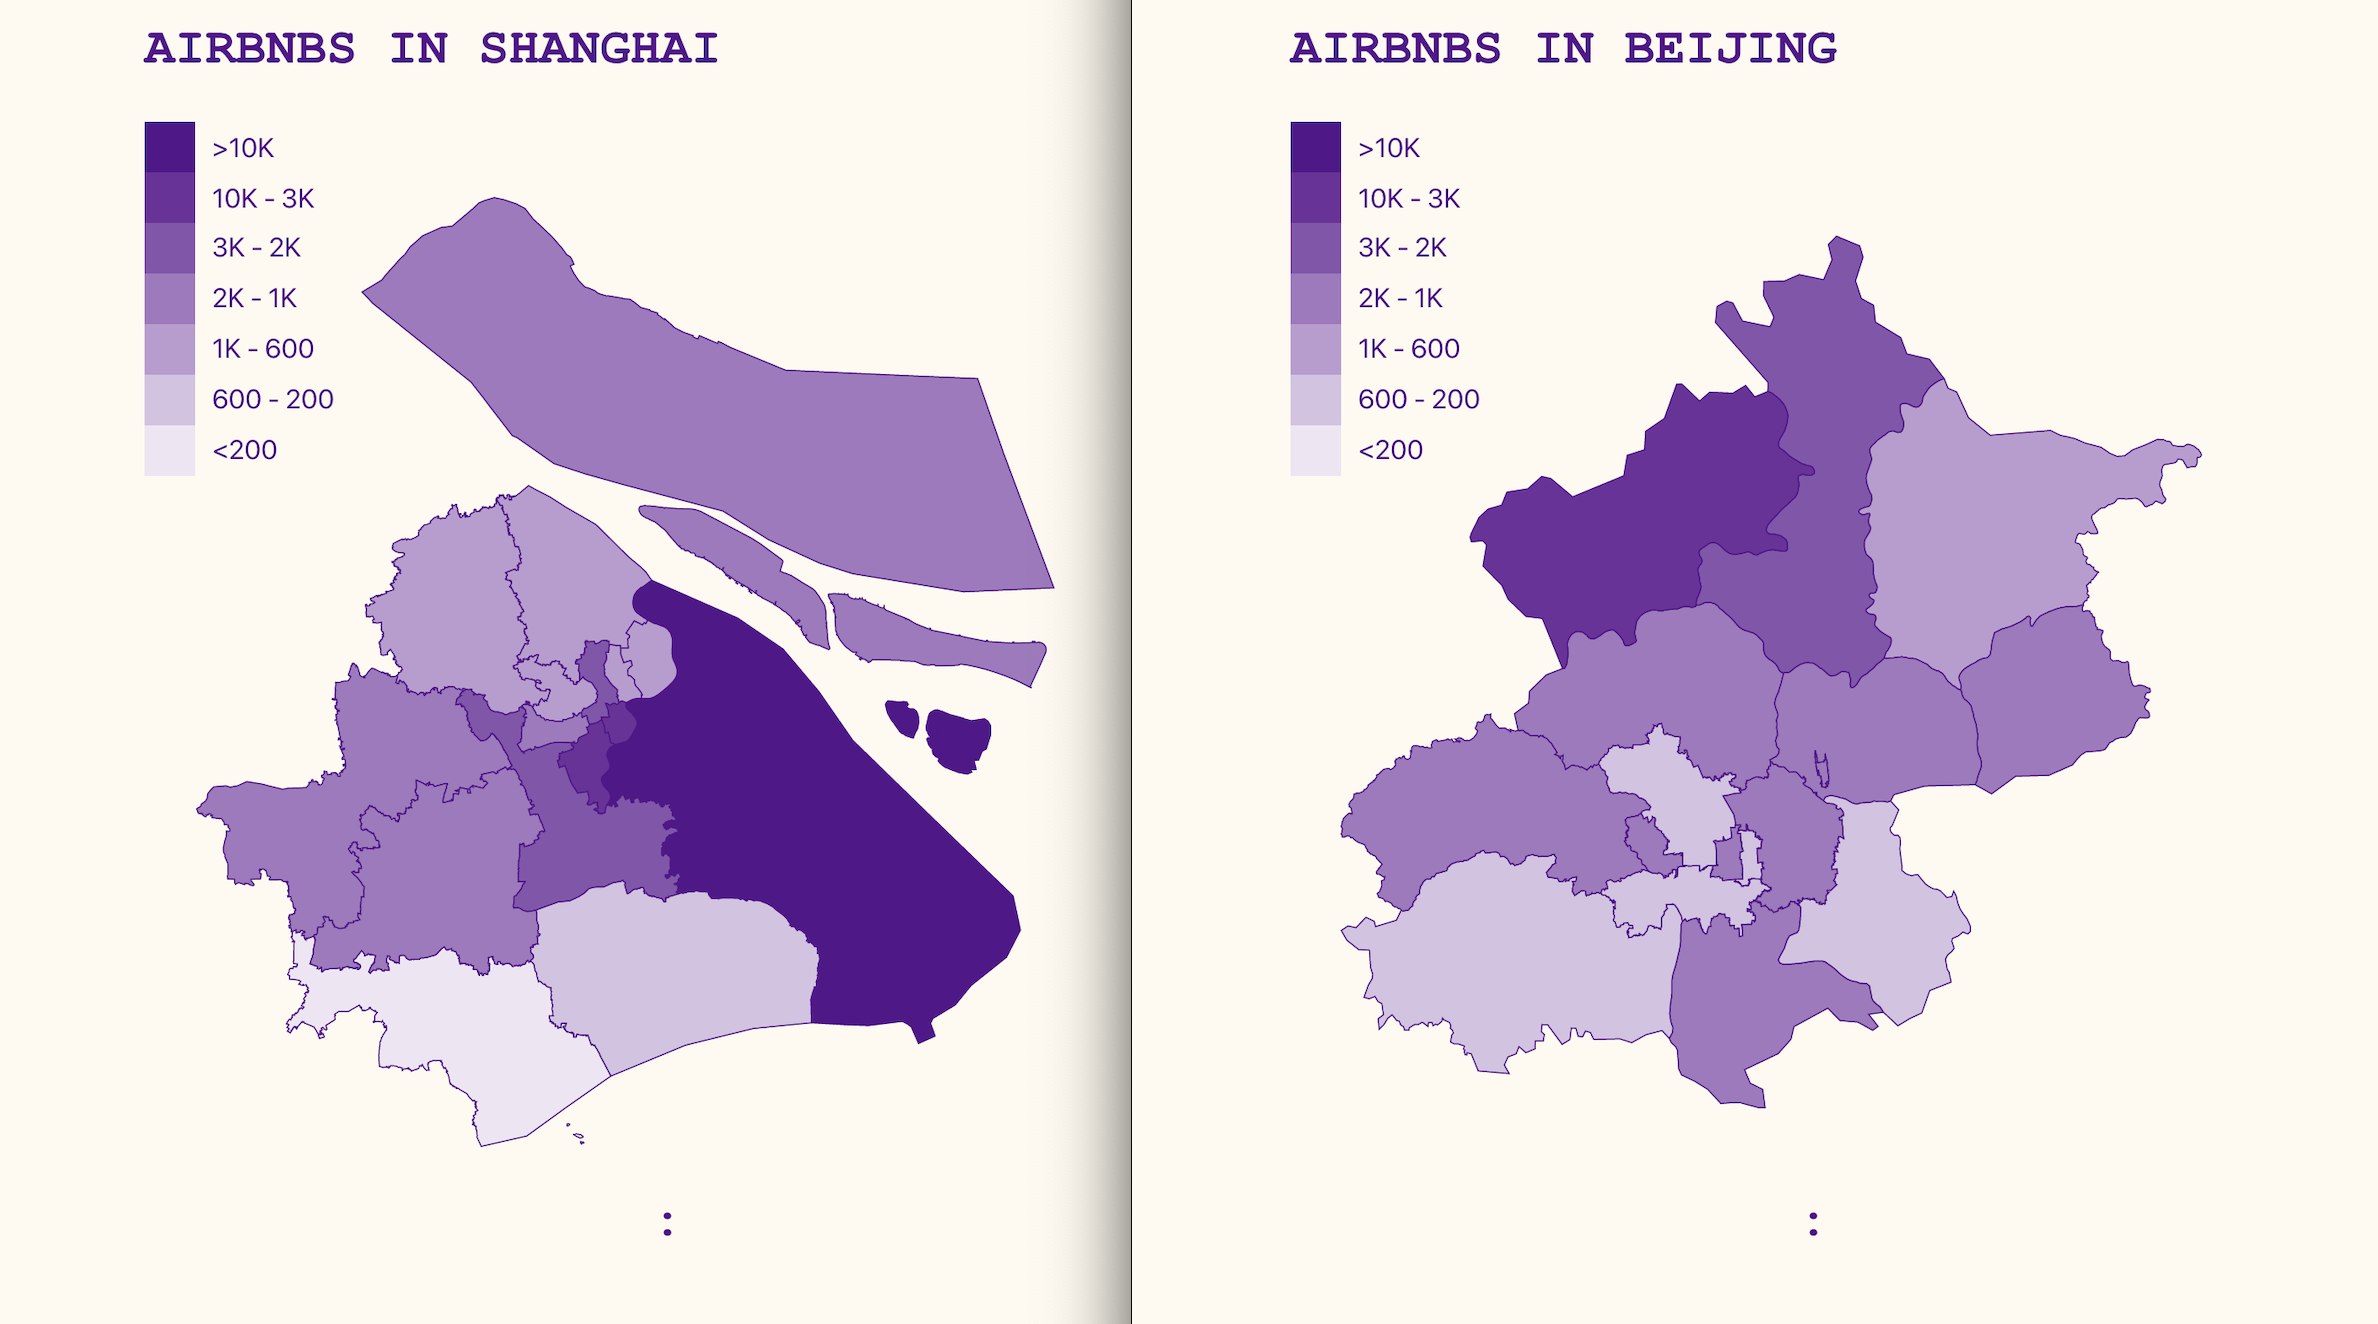 AIRBNBS IN SHANGHAI
>10K
10K - 3K
3K - 2K
2K - 1K
1K - 600
600 - 200
<200
:
AIRBNBS IN BEIJING
>10K
10K - 3K
3K - 2K
2K - 1K
1K - 600
600 - 200
<200
: